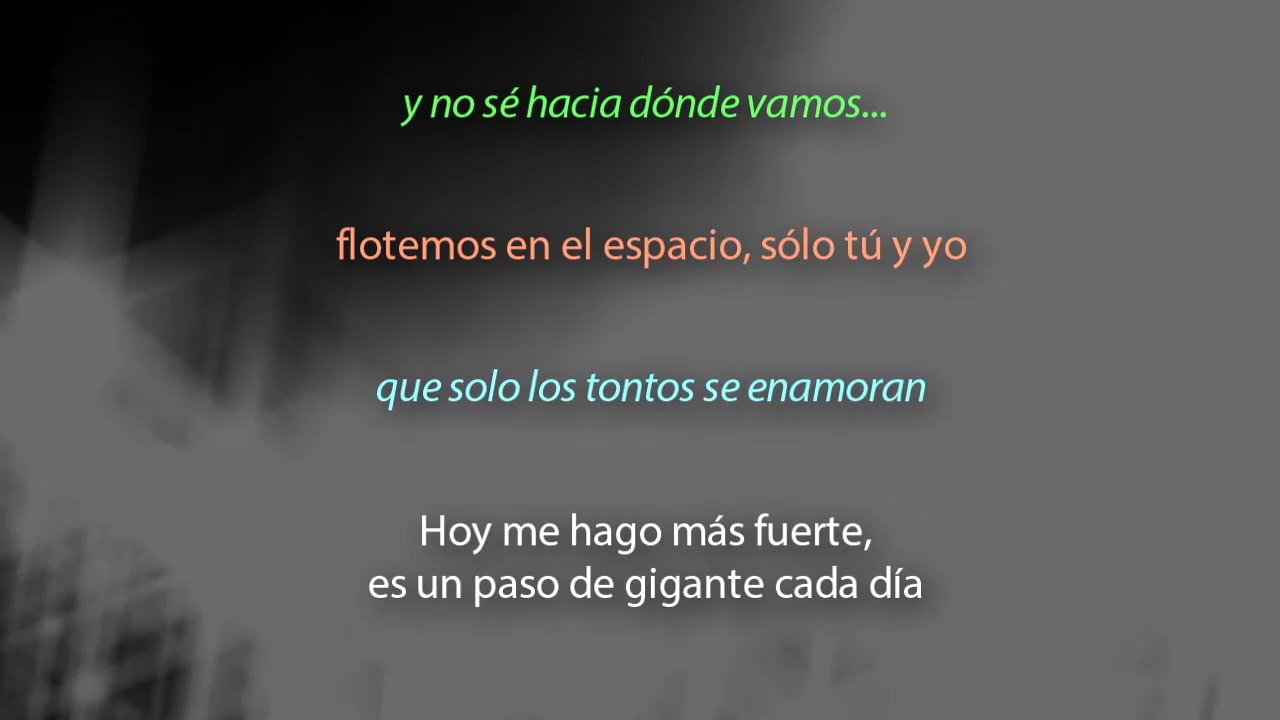 y no sé hacia dónde vamos...
flotemos en el espacio, sólo tú y yo
que solo los tontos se enamoran
Hoy me hago más fuerte,
es un paso de gigante cada día